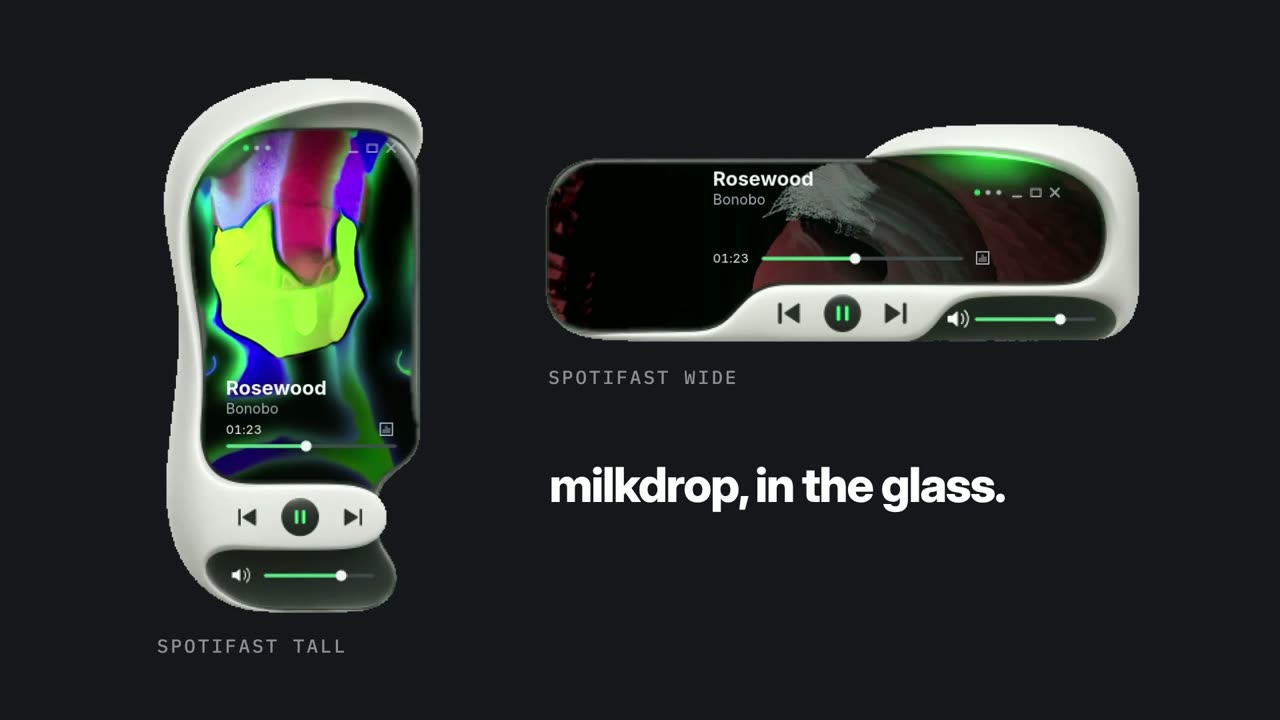 Rosewood
Bonobo
01:23
SPOTIFAST TALL
Rosewood
Bonobo
01:23
SPOTIFAST WIDE
milkdrop, in the glass.